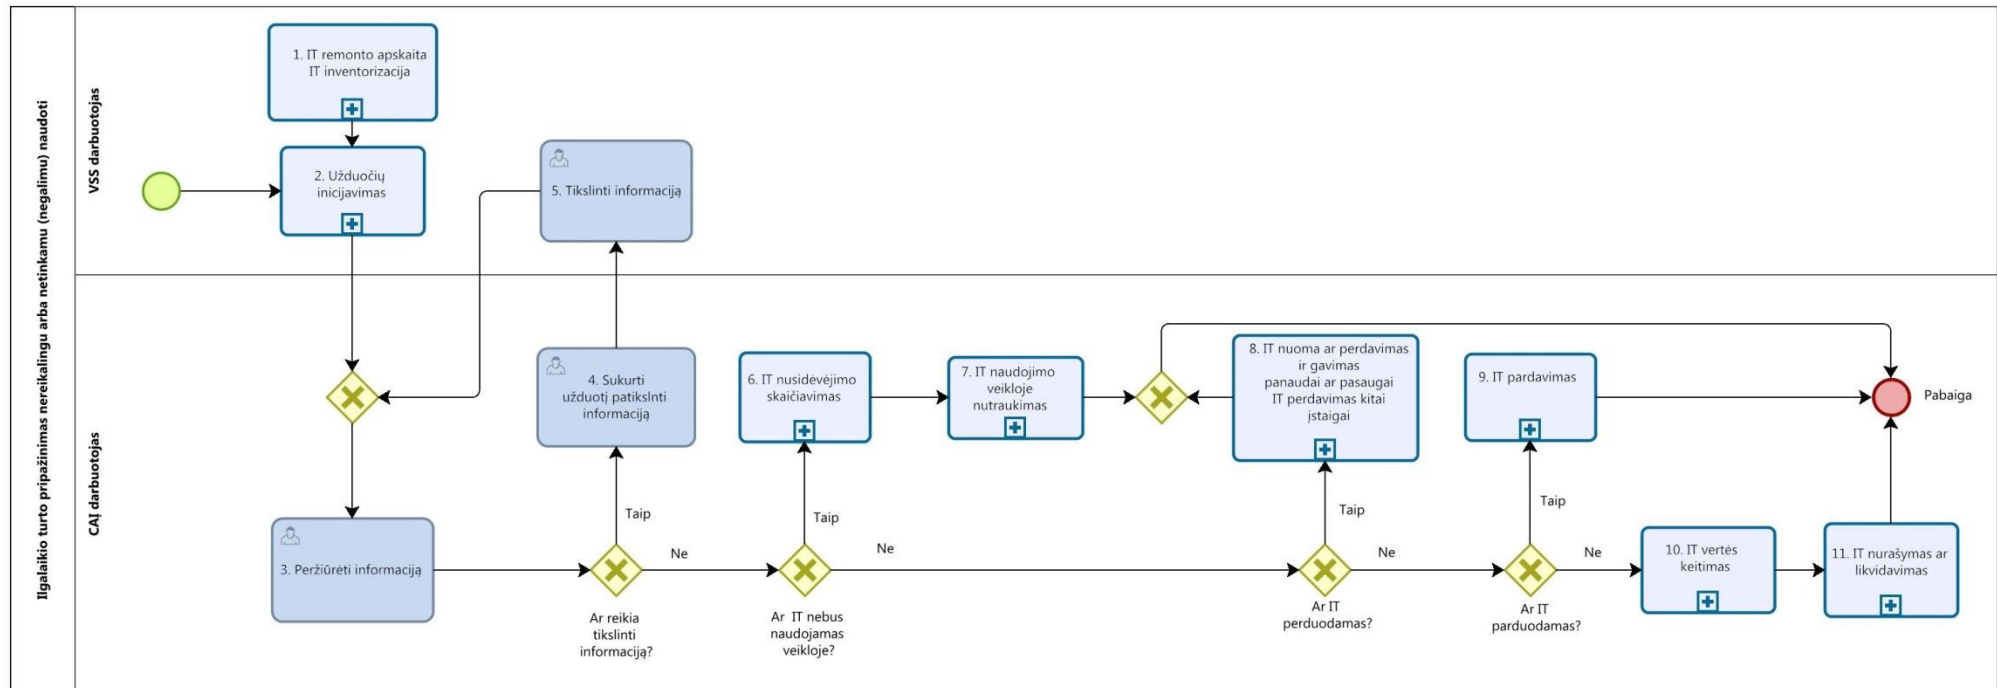 Ilgalaikio turto pripažinimas nereikalingu arba netinkamu (negalimu) naudoti
VSS darbuotojas
1. IT remonto apskaita
IT inventorizacija
2. Užduočių
inicijavimas
5. Tikslinti informaciją
CAĮ darbuotojas
3. Peržiūrėti informaciją
4. Sukurti
užduotį patikslnti
informaciją
Taip
Ne
Ar reikia
tikslinti
informaciją?
6. IT nusidėvėjimo
skaičiavimas
Taip
Ne
Ar IT nebus
naudojamas
veikloje?
7. IT naudojimo
veikloje
nutraukimas
8. IT nuoma ar perdavimas
ir gavimas
panaudai ar pasaugai
IT perdavimas kitai
įstaigai
Taip
Ne
Ar IT
perduodamas?
9. IT pardavimas
Taip
Ne
Ar IT
parduodamas?
10. IT vertės
keitimas
11. IT nurašymas ar
likvidavimas
Pabaiga